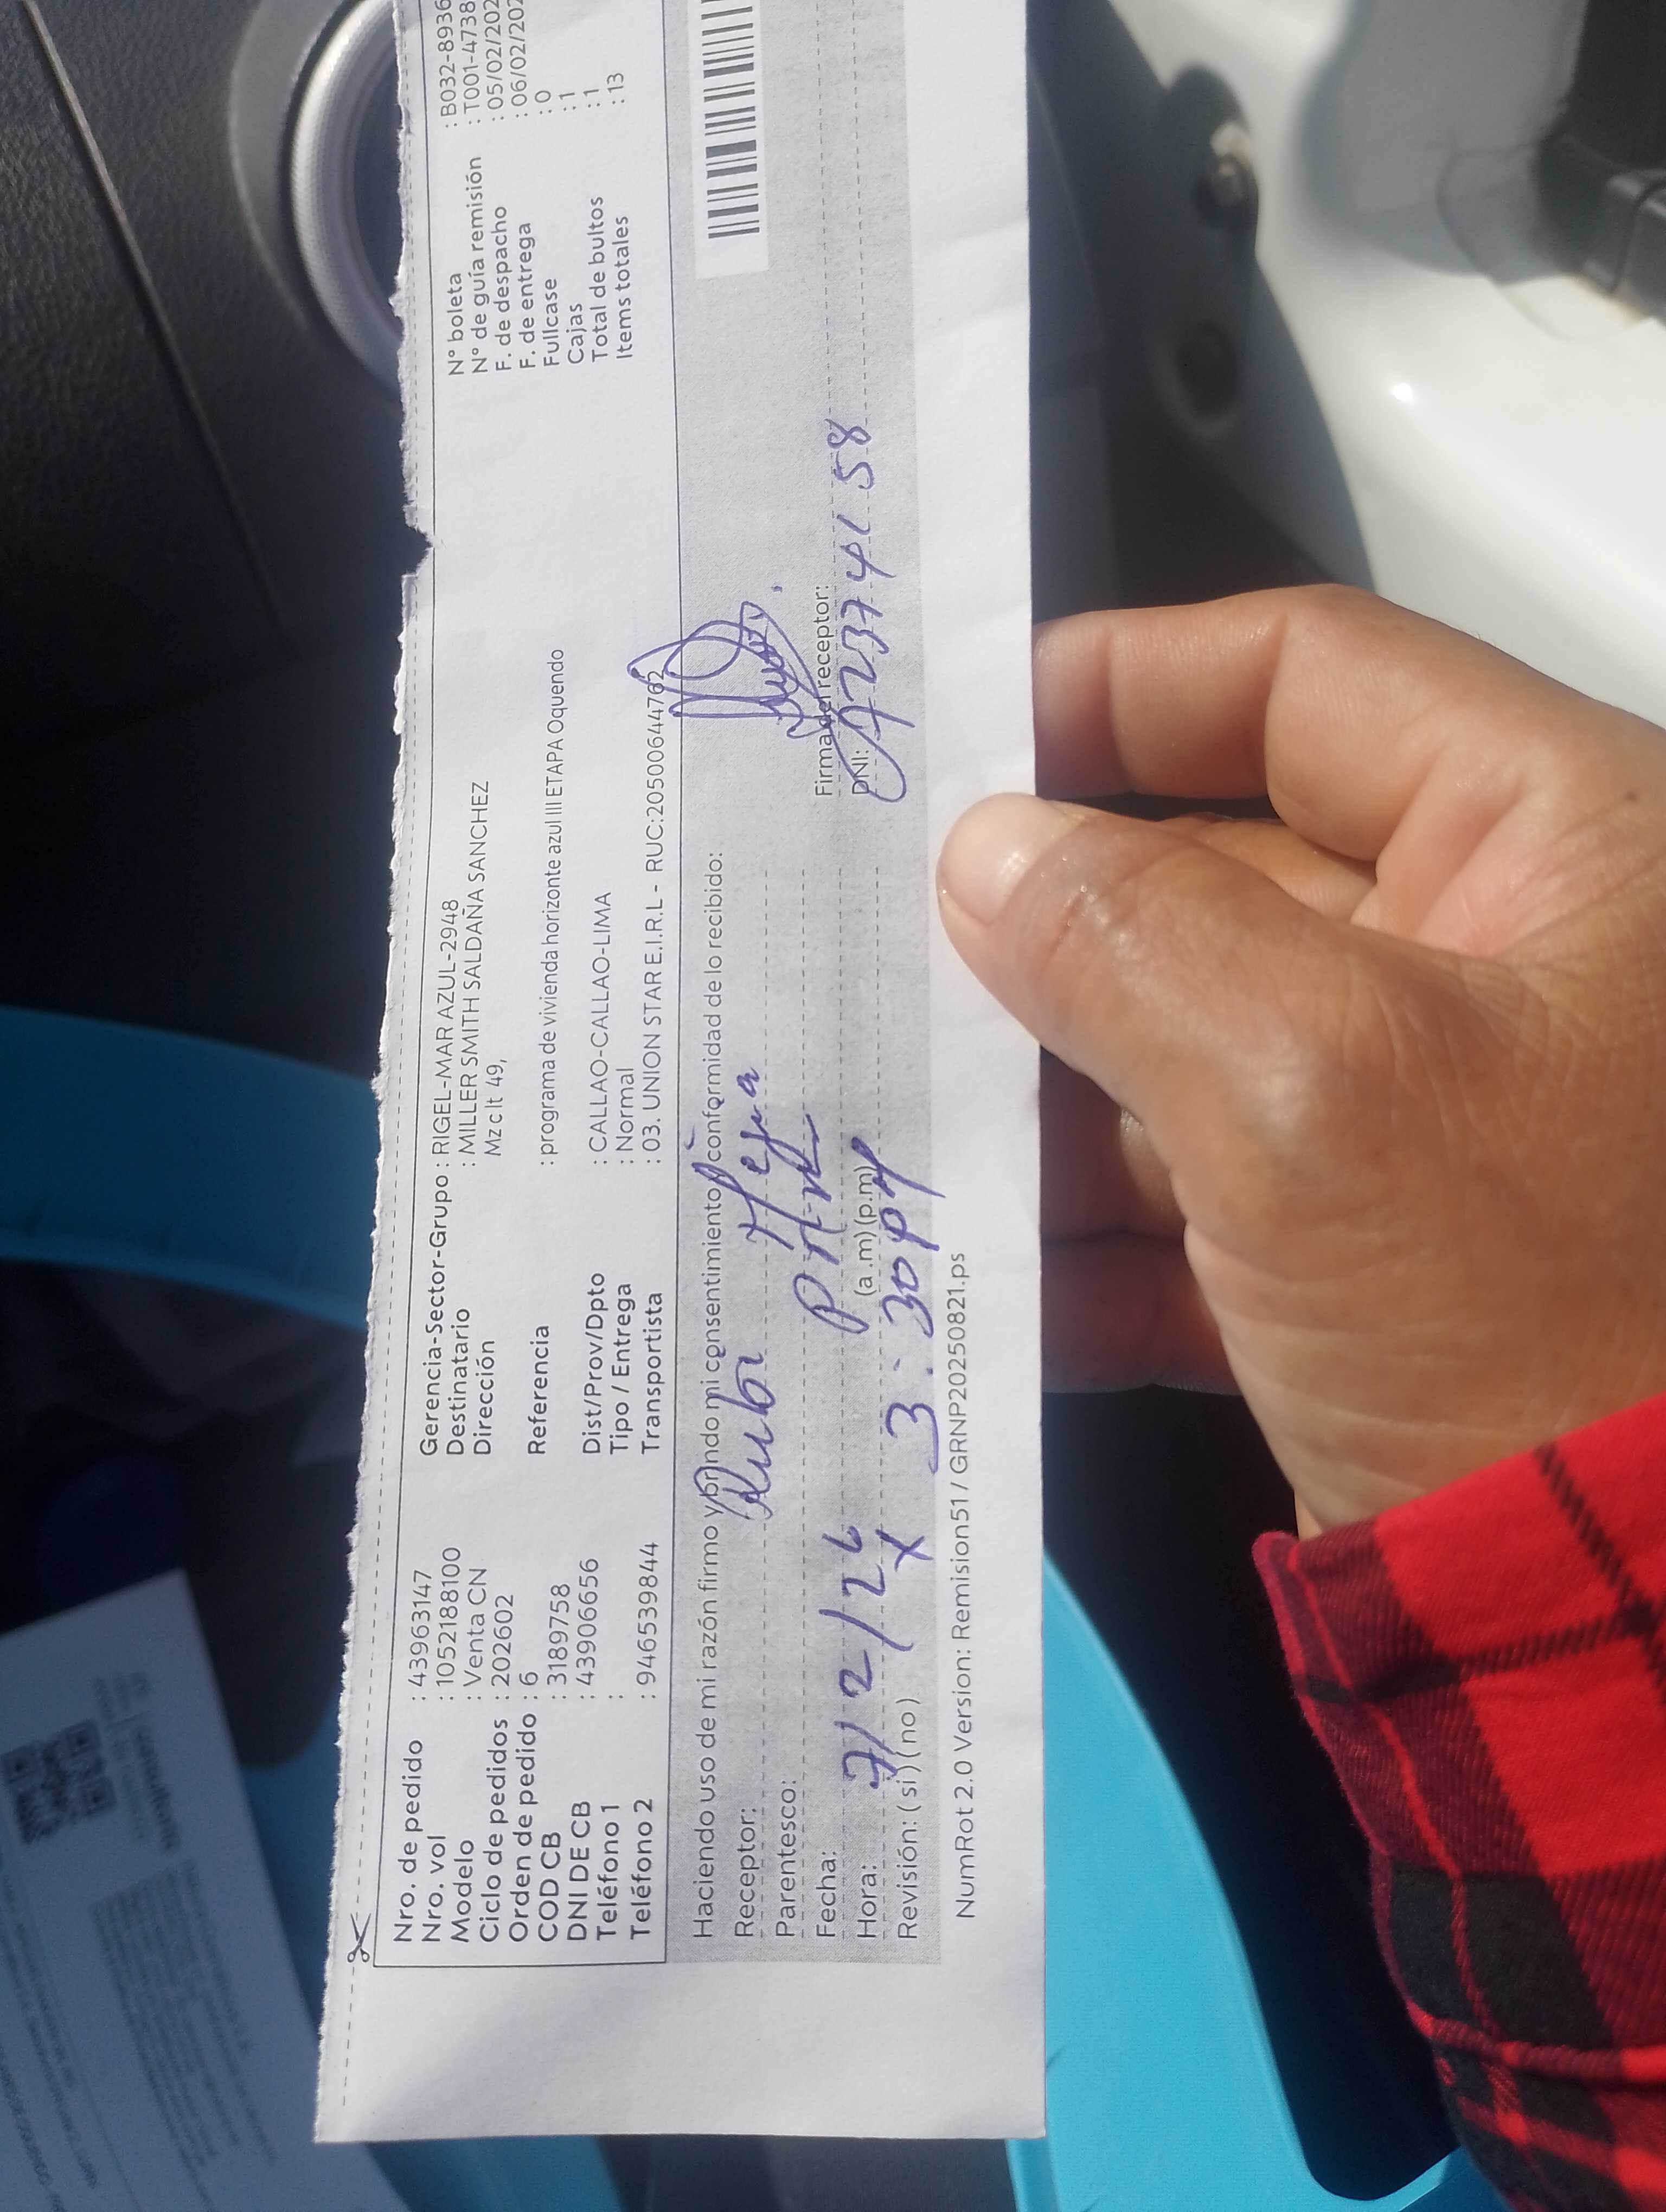 Nro. de pedido : 43963147
Nro. vol : 1052188100
Modelo : Venta CN
Ciclo de pedidos : 202602
Orden de pedido : 6
COD CB : 3189758
DNI DE CB : 43906656
Teléfono 1 :
Teléfono 2 : 946539844
Gerencia-Sector-Grupo : RIGEL-MAR AZUL-2948
Destinatario : MILLER SMITH SALDAÑA SANCHEZ
Dirección Mz c lt 49,
Referencia : programa de vivienda horizonte azul III ETAPA Oquendo
Dist/Prov/Dpto : CALLAO-CALLAO-LIMA
Tipo / Entrega : Normal
Transportista : 03. UNION STAR E.I.R.L - RUC:20500644762
N° boleta : B032-8936
N° de guía remisión : T001-4738
F. de despacho : 05/02/202
F. de entrega : 06/02/202
Fullcase : 0
Cajas : 1
Total de bultos : 1
Items totales : 13
Haciendo uso de mi razón firmo y brindo mi consentimiento conformidad de lo recibido:
Receptor: Rubi Mejia
Parentesco:
Fecha: 7/2/26
Hora: (a.m) (p.m) 3:30 PM
Revisión: ( si ) ( no ) X
Firma del receptor:
DNI: 72374158
NumRot 2.0 Version: Remision51 / GRNP20250821.ps